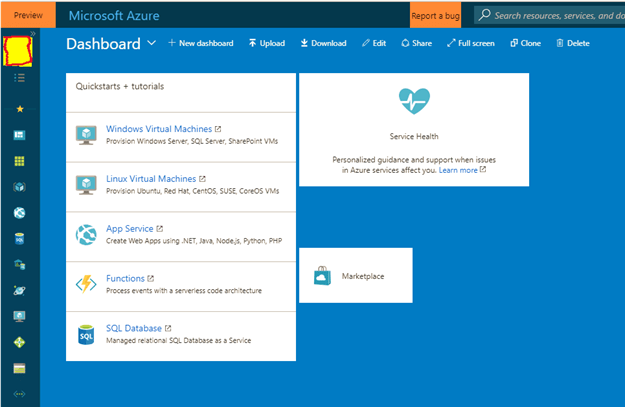 Preview
Microsoft Azure
Report a bug
Search resources, services, and do
Dashboard
+ New dashboard
Upload
Download
Edit
Share
Full screen
Clone
Delete
Quickstarts + tutorials
Windows Virtual Machines
Provision Windows Server, SQL Server, SharePoint VMs
Linux Virtual Machines
Provision Ubuntu, Red Hat, CentOS, SUSE, CoreOS VMs
App Service
Create Web Apps using .NET, Java, Node.js, Python, PHP
Functions
Process events with a serverless code architecture
SQL
SQL Database
Managed relational SQL Database as a Service
Service Health
Personalized guidance and support when issues
in Azure services affect you. Learn more
Marketplace